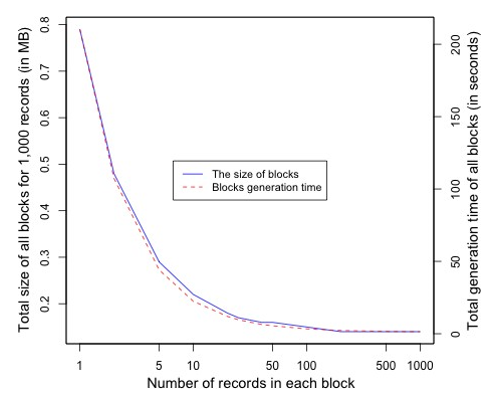 Total size of all blocks for 1,000 records (in MB)
0.8
0.7
0.6
0.5
0.4
0.3
0.2
The size of blocks
Blocks generation time
200
150
100
50
0
Total generation time of all blocks (in seconds)
1 5 10 50 100 500 1000
Number of records in each block